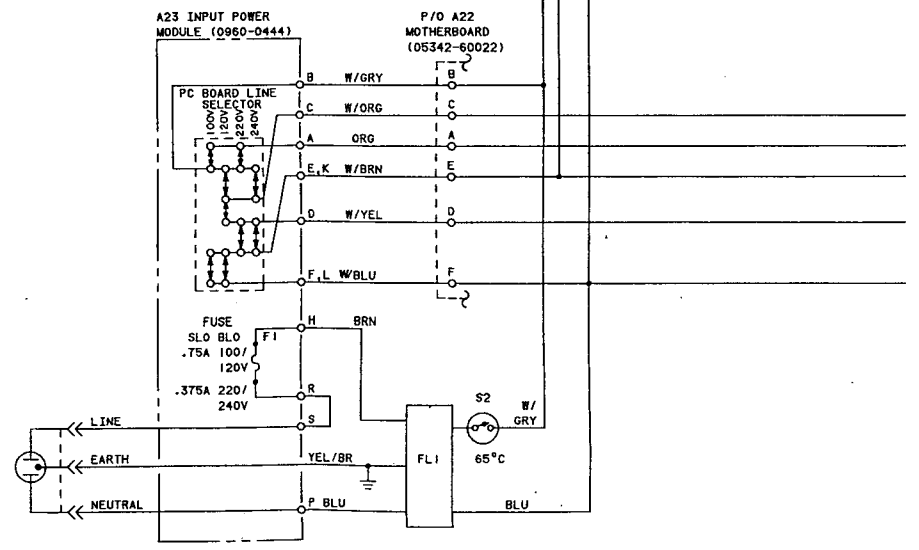 A23 INPUT POWER
MODULE (0960-0444)
P/O A22
MOTHERBOARD
(05342-60022)
B W/GRY B
PC BOARD LINE
SELECTOR
100V 120V 220V 240V
C W/ORG C
A ORG A
E,K W/BRN E
D W/YEL D
F,L W/BLU F
H BRN
FUSE
SLO BLO F1
.75A 100/
120V
.375A 220/
240V
R
S
S2
W/
GRY
LINE
EARTH YEL/BR FL1 65°C
NEUTRAL P BLU BLU